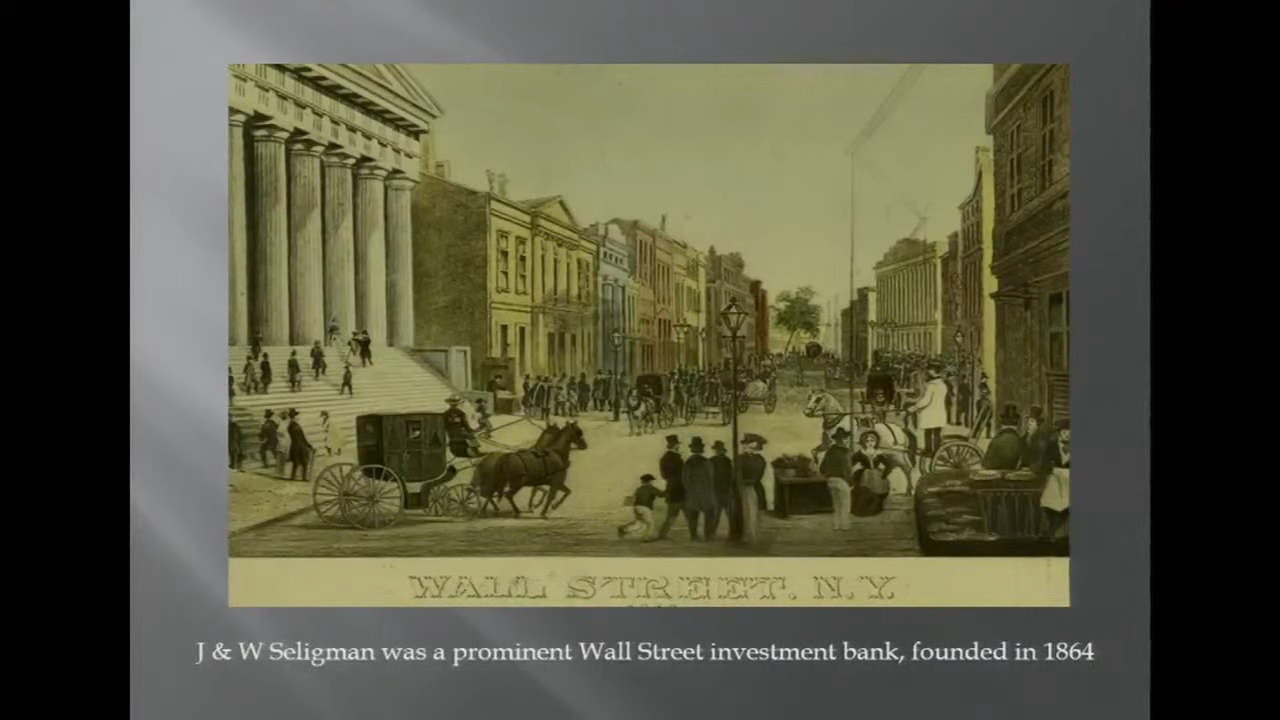 WALL STREET. N.Y.
J & W Seligman was a prominent Wall Street investment bank, founded in 1864